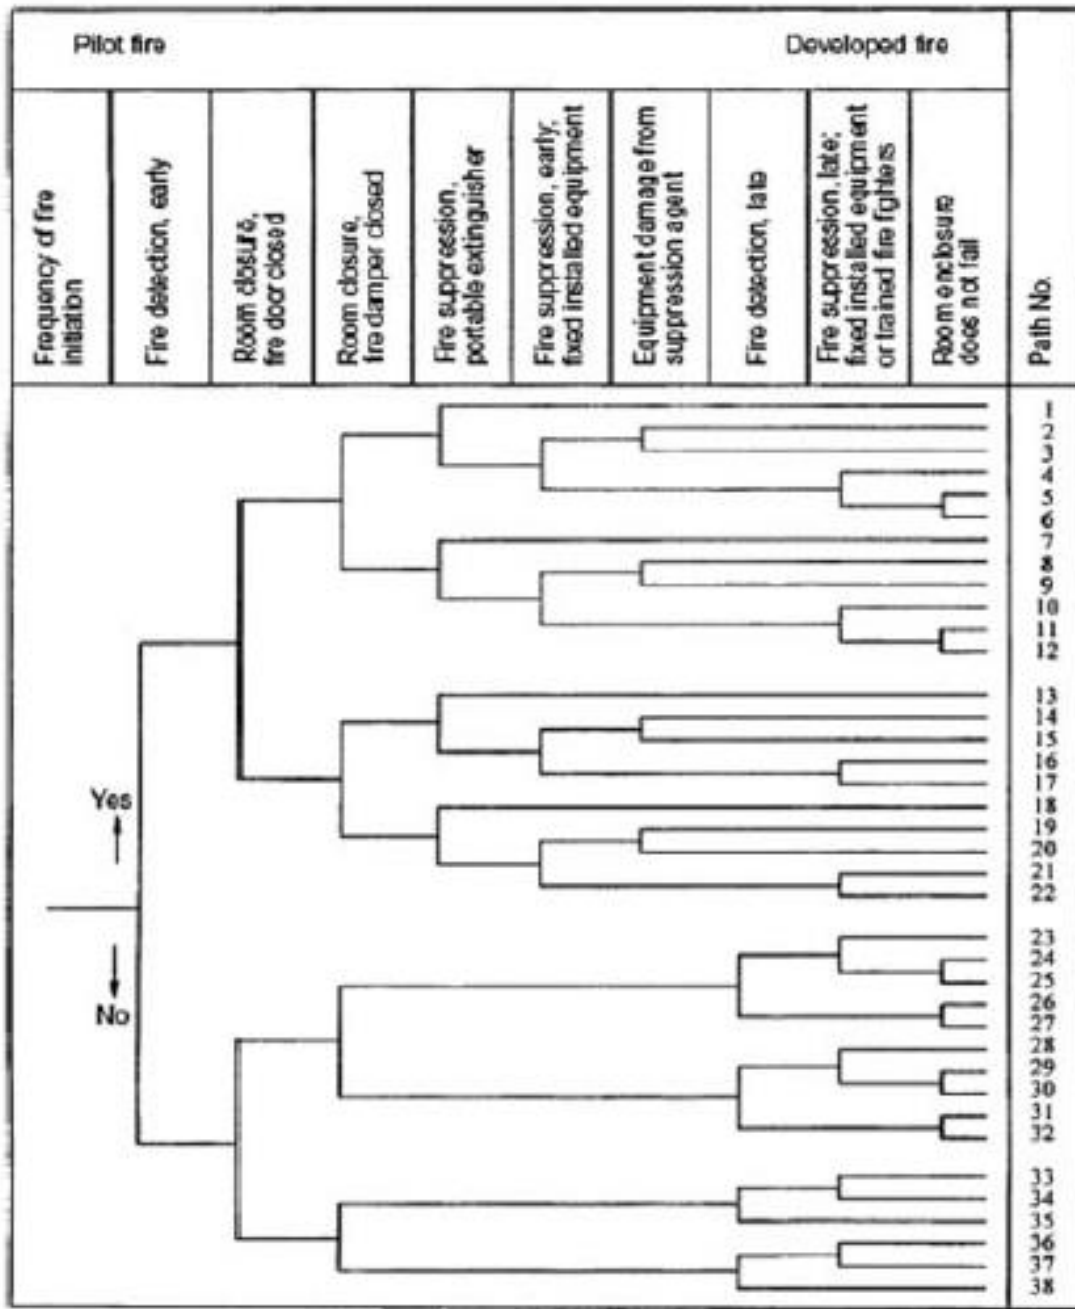 Pilot fire
Developed fire
Frequency of fire
initiation
Fire detection, early
Room closure,
fire door closed
Room closure,
fire damper closed
Fire suppression,
portable extinguisher
Fire suppression, early;
fixed installed equipment
Equipment damage from
suppression agent
Fire detection, late
Fire suppression, late;
fixed installed equipment
or trained fire fighters
Room enclosure
does not fail
Path No.
1
2
3
4
5
6
7
8
9
10
11
12
13
14
15
16
17
Yes
18
19
20
21
22
23
24
25
No
26
27
28
29
30
31
32
33
34
35
36
37
38